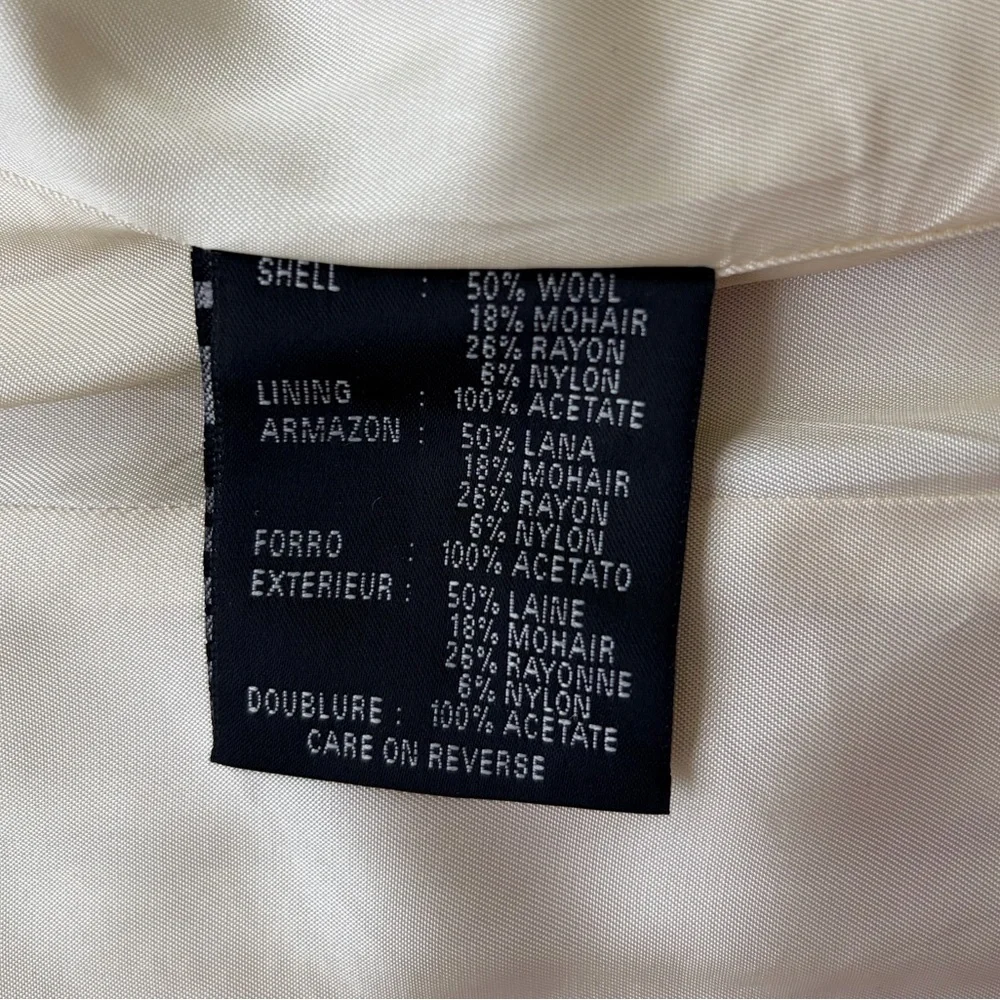 SHELL : 50% WOOL
18% MOHAIR
26% RAYON
6% NYLON
LINING : 100% ACETATE
ARMAZON : 50% LANA
18% MOHAIR
26% RAYON
6% NYLON
FORRO : 100% ACETATO
EXTERIEUR : 50% LAINE
18% MOHAIR
26% RAYONNE
6% NYLON
DOUBLURE : 100% ACETATE
CARE ON REVERSE